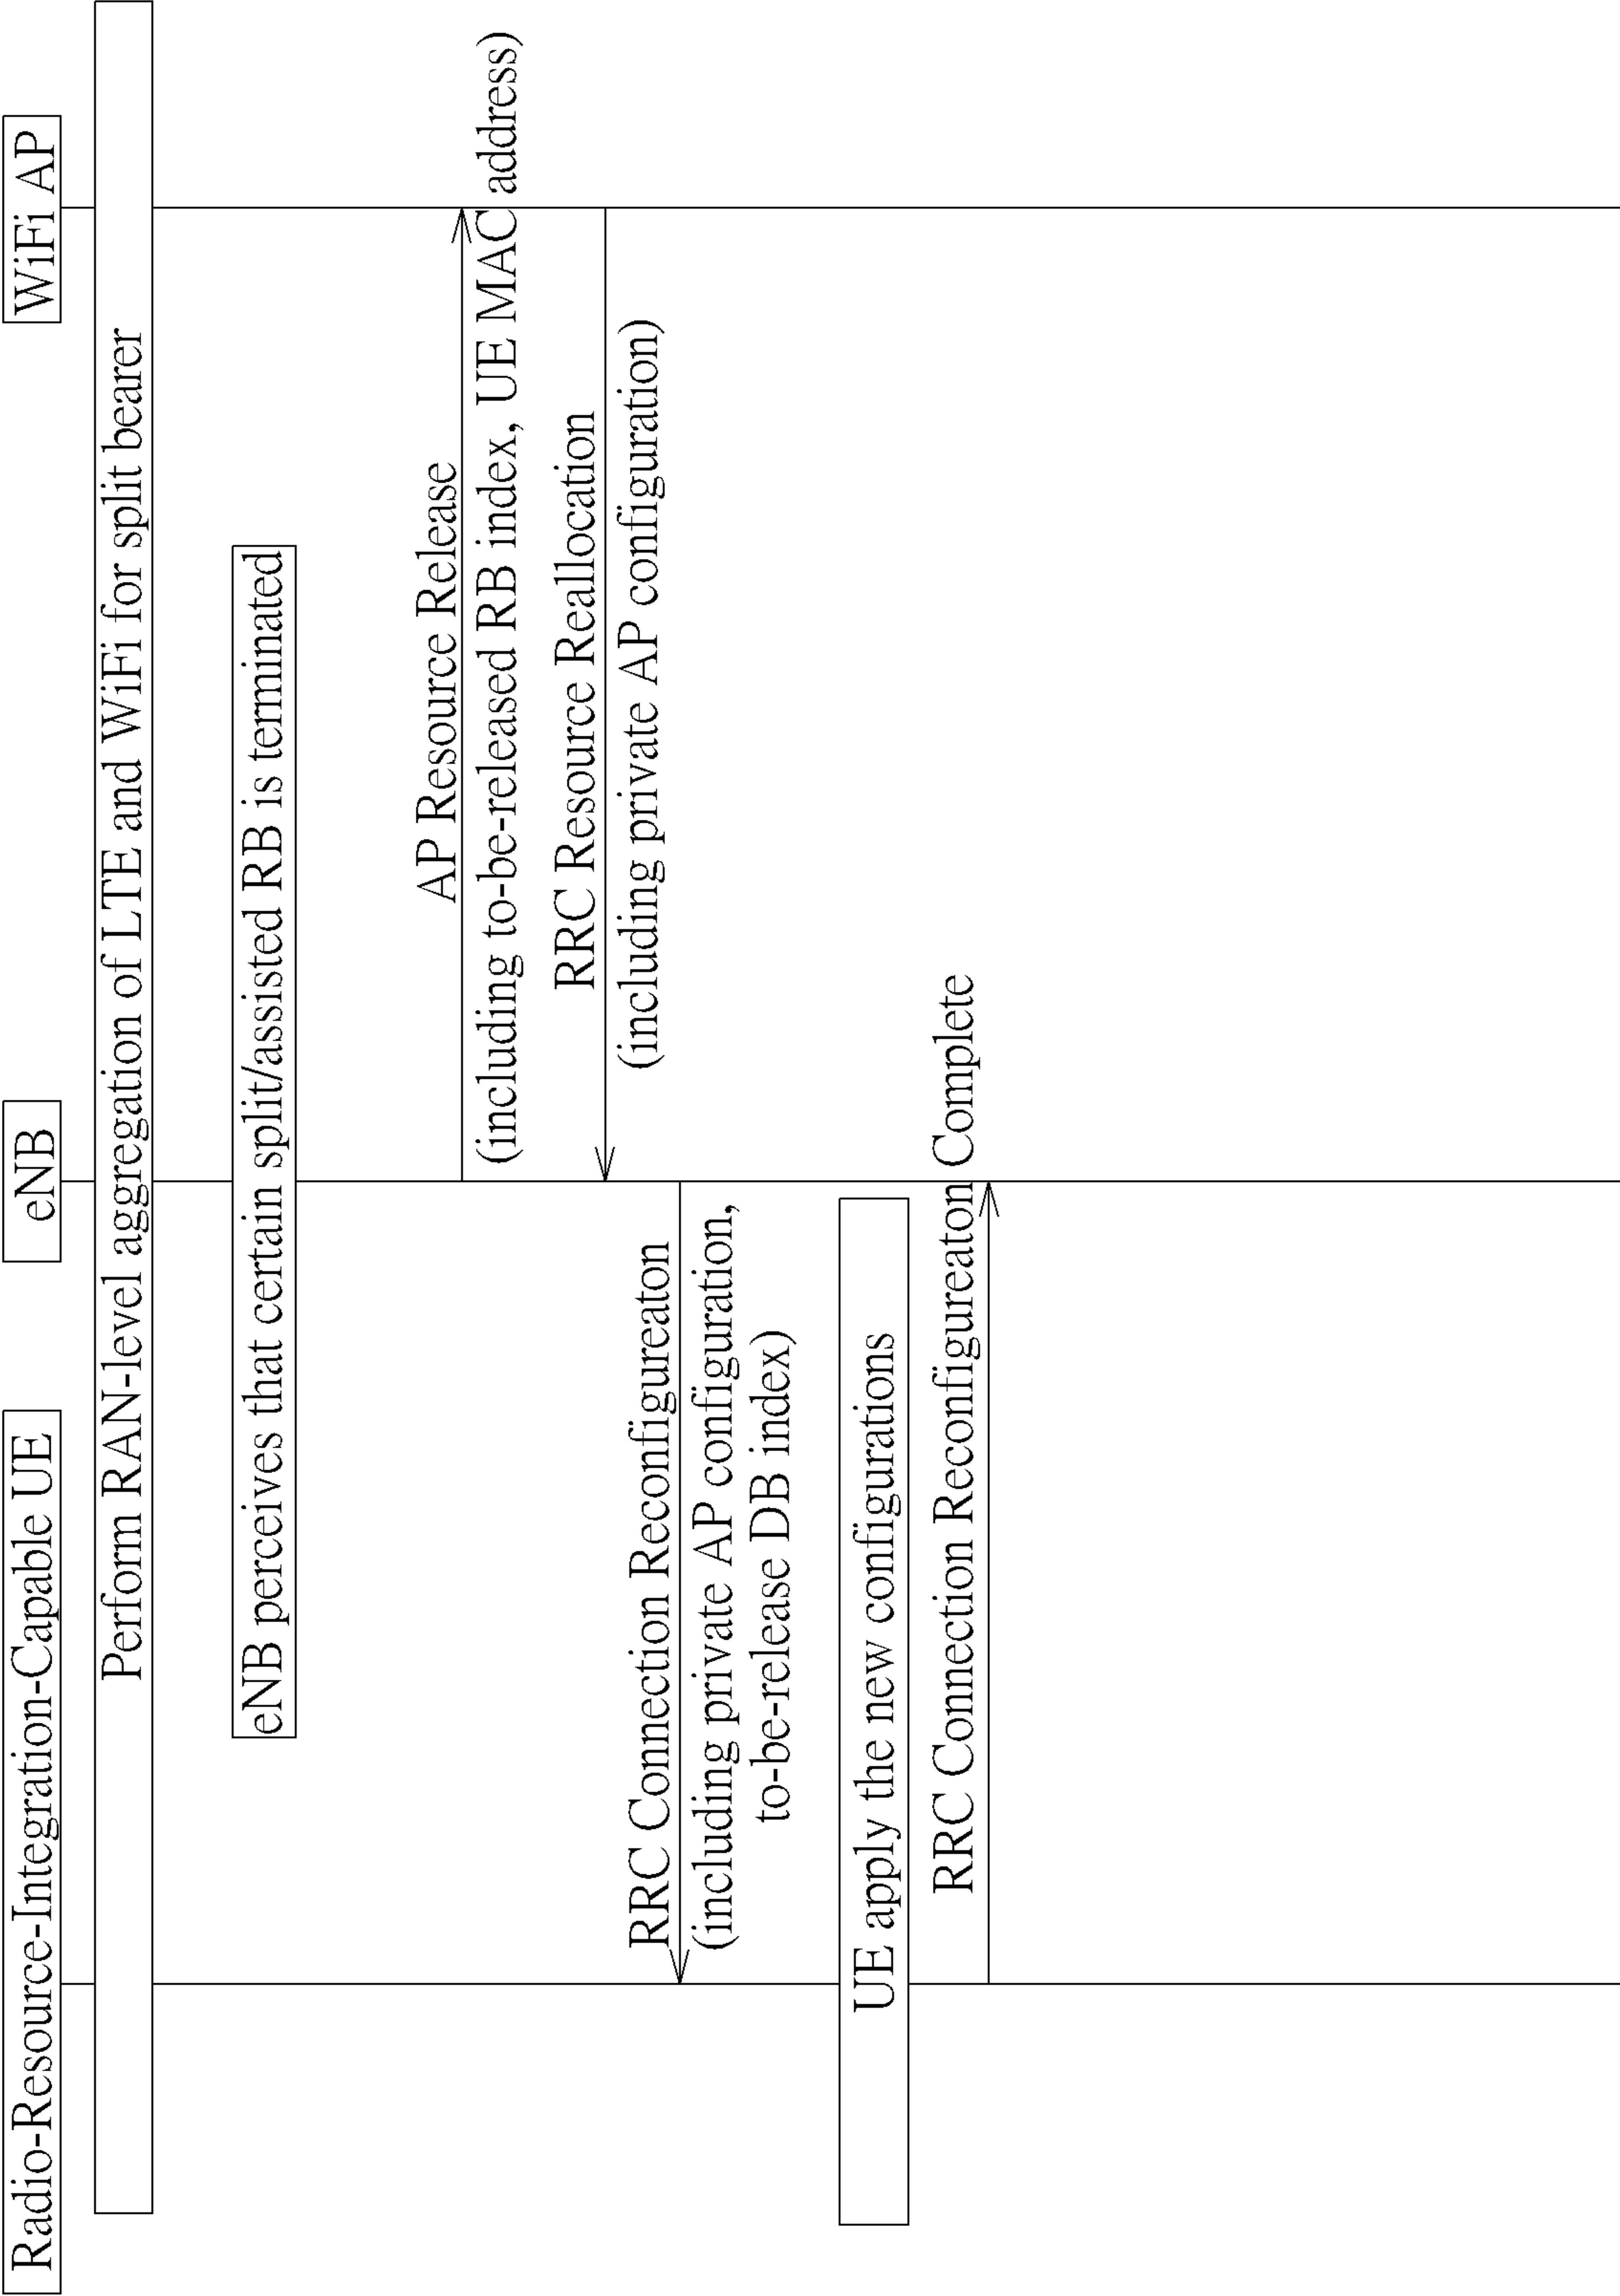 Radio-Resource-Integration-Capable UE
eNB
WiFi AP
Perform RAN-level aggregation of LTE and WiFi for split bearer
eNB perceives that certain split/assisted RB is terminated
AP Resource Release
(including to-be-released RB index, UE MAC address)
RRC Resource Reallocation
(including private AP configuration)
RRC Connection Reconfigureaton
(including private AP configuration,
to-be-release DB index)
UE apply the new configurations
RRC Connection Reconfigureaton Complete